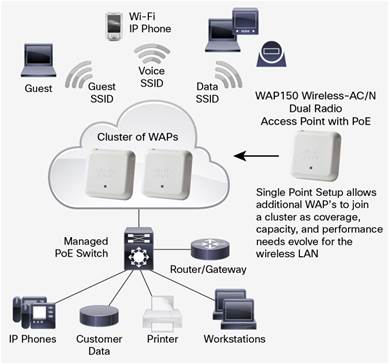 Wi-Fi
IP Phone
Guest
Guest
SSID
Voice
SSID
Data
SSID
WAP150 Wireless-AC/N
Dual Radio
Access Point with PoE
Cluster of WAPs
Single Point Setup allows
additional WAP's to join
a cluster as coverage,
capacity, and performance
needs evolve for the
wireless LAN
Managed
PoE Switch
Router/Gateway
IP Phones
Customer
Data
Printer
Workstations